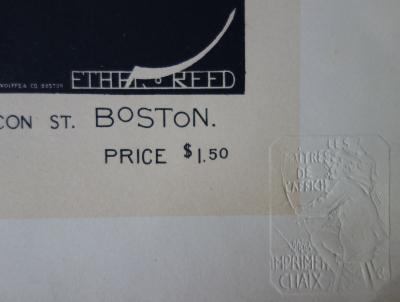 ETHEL REED
CON ST. BOSTON.
PRICE $1.50
LES
MAITRES
DE
L'AFFICHE
IMPRIMERIE
CHAIX